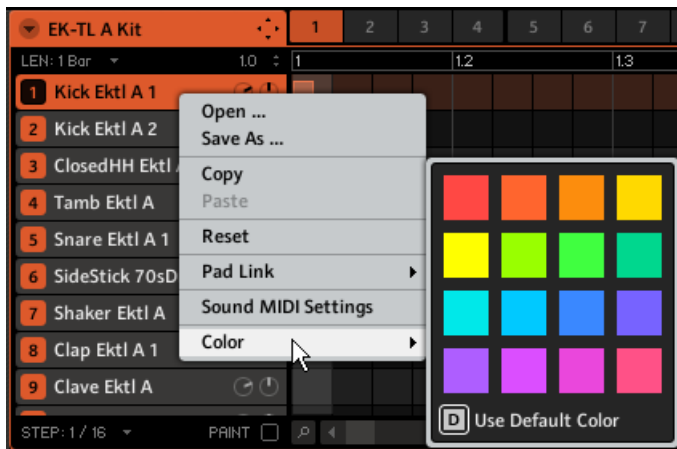 EK-TL A Kit
1 2 3 4 5 6 7
LEN: 1 Bar 1.0
1 1.2 1.3
1 Kick Ektl A 1
2 Kick Ektl A 2
3 ClosedHH Ektl
4 Tamb Ektl A
5 Snare Ektl A 1
6 SideStick 70sD
7 Shaker Ektl A
8 Clap Ektl A 1
9 Clave Ektl A
STEP: 1 / 16 PAINT
Open ...
Save As ...
Copy
Paste
Reset
Pad Link
Sound MIDI Settings
Color
D Use Default Color